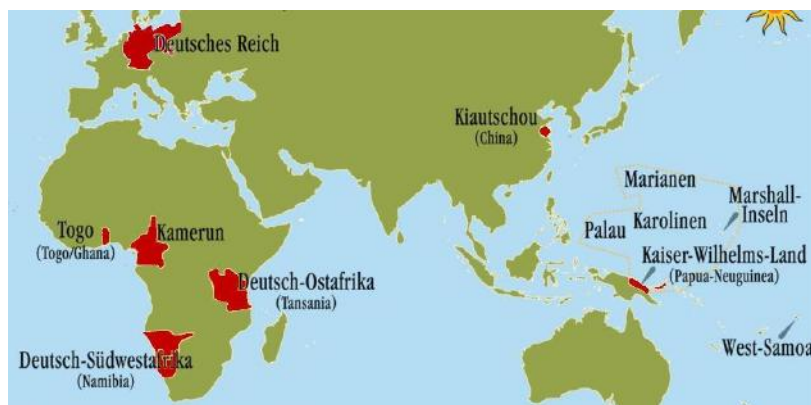 Deutsches Reich
Kiautschou
(China)
Marianen
Marshall-
Inseln
Palau
Karolinen
Togo
(Togo/Ghana)
Kamerun
Kaiser-Wilhelms-Land
(Papua-Neuguinea)
Deutsch-Ostafrika
(Tansania)
West-Samoa
Deutsch-Südwestafrika
(Namibia)